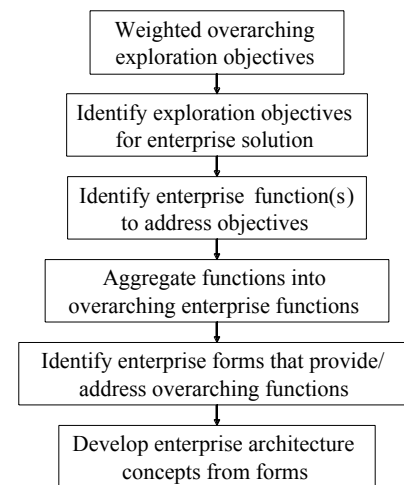 Weighted overarching
exploration objectives
Identify exploration objectives
for enterprise solution
Identify enterprise function(s)
to address objectives
Aggregate functions into
overarching enterprise functions
Identify enterprise forms that provide/
address overarching functions
Develop enterprise architecture
concepts from forms